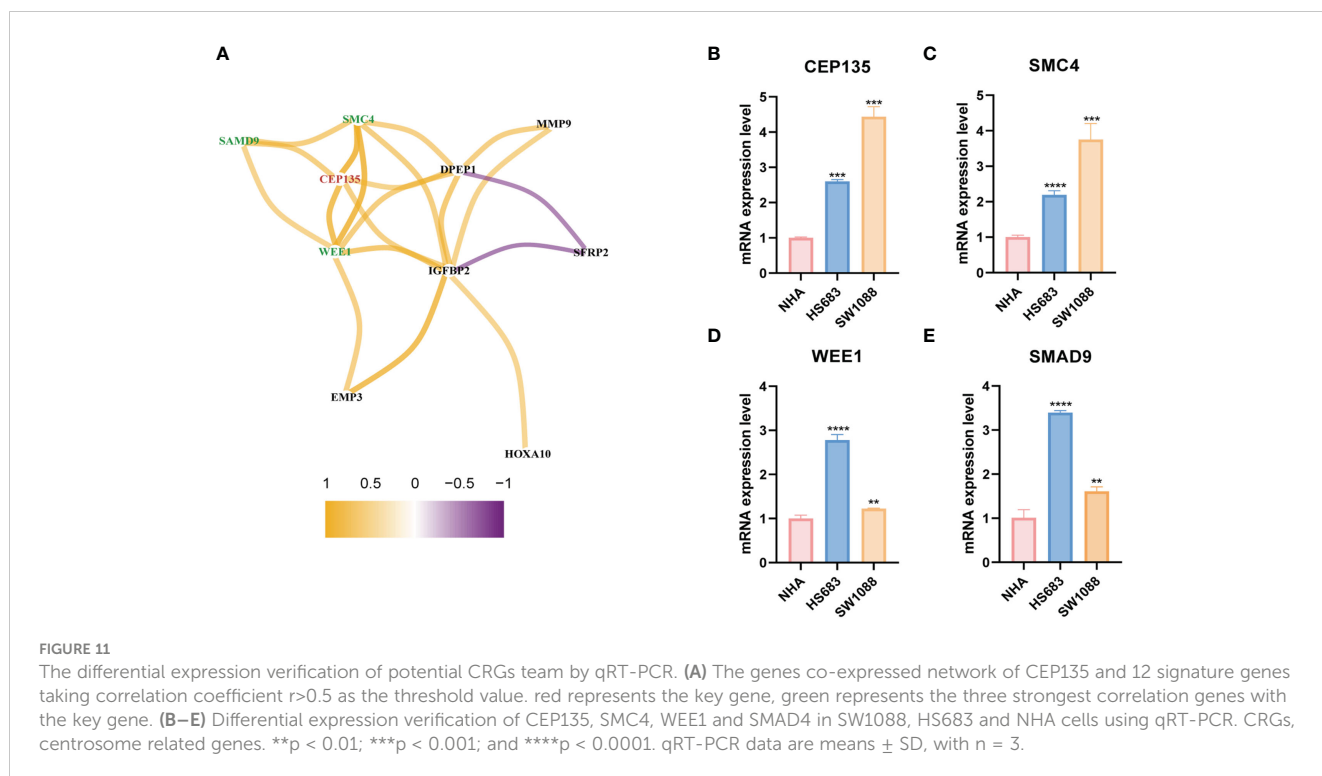 A
SMC4
MMP9
SAMD9
DPEP1
CEP135
WEE1
SFRP2
IGFBP2
EMP3
HOXA10
1 0.5 0 −0.5 −1
B
CEP135
mRNA expression level
5
4
3
2
1
0
***
***
NHA
HS683
SW1088
C
SMC4
mRNA expression level
5
4
3
2
1
0
****
***
NHA
HS683
SW1088
D
WEE1
mRNA expression level
4
3
2
1
0
****
**
NHA
HS683
SW1088
E
SMAD9
mRNA expression level
4
3
2
1
0
****
**
NHA
HS683
SW1088
FIGURE 11
The differential expression verification of potential CRGs team by qRT-PCR. (A) The genes co-expressed network of CEP135 and 12 signature genes
taking correlation coefficient r>0.5 as the threshold value. red represents the key gene, green represents the three strongest correlation genes with
the key gene. (B–E) Differential expression verification of CEP135, SMC4, WEE1 and SMAD4 in SW1088, HS683 and NHA cells using qRT-PCR. CRGs,
centrosome related genes. **p < 0.01; ***p < 0.001; and ****p < 0.0001. qRT-PCR data are means ± SD, with n = 3.